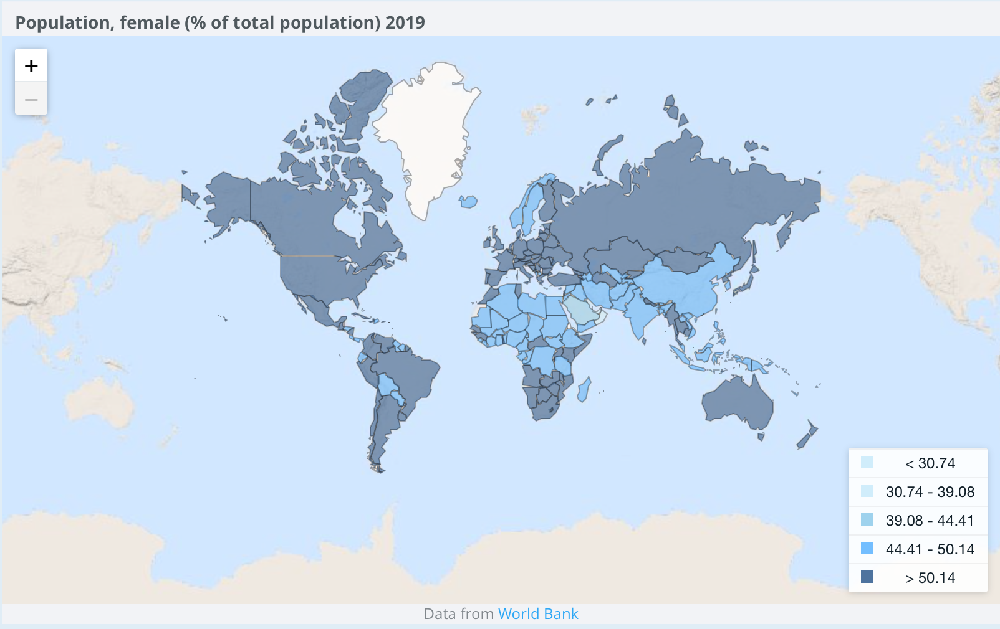 Population, female (% of total population) 2019
+
−
< 30.74
30.74 - 39.08
39.08 - 44.41
44.41 - 50.14
> 50.14
Data from World Bank